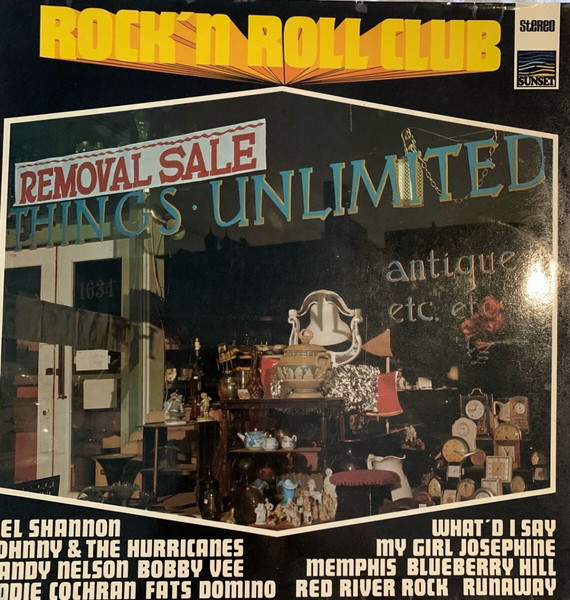 ROCK'N ROLL CLUB
Stereo
SUNSET
REMOVAL SALE
THINGS · UNLIMITED
1634
antique
etc. etc
EL SHANNON
OHNNY & THE HURRICANES
ANDY NELSON BOBBY VEE
DDIE COCHRAN FATS DOMINO
WHAT'D I SAY
MY GIRL JOSEPHINE
MEMPHIS BLUEBERRY HILL
RED RIVER ROCK RUNAWAY